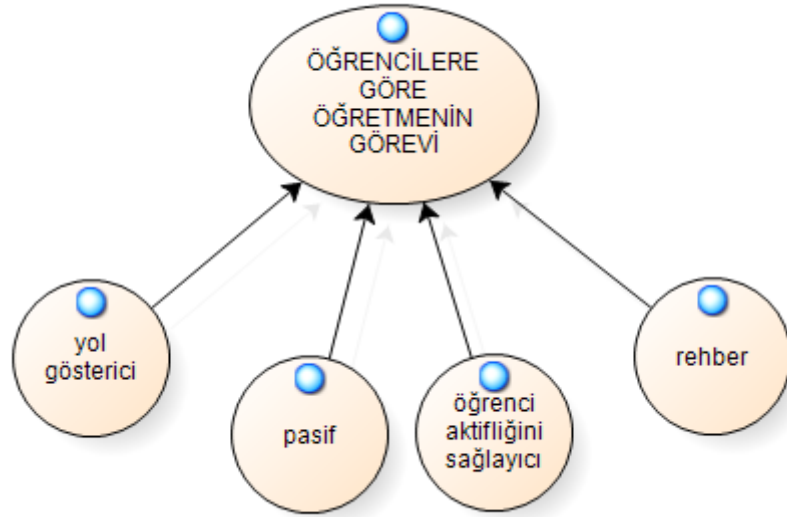 ÖĞRENCİLERE
GÖRE
ÖĞRETMENİN
GÖREVİ
yol
gösterici
pasif
öğrenci
aktifliğini
sağlayıcı
rehber